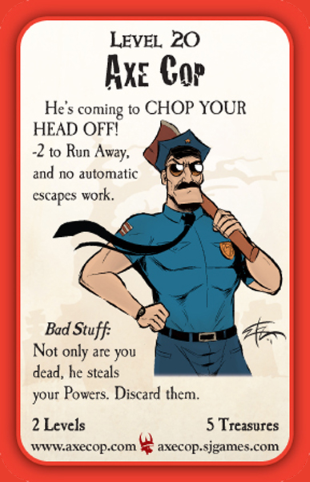 LEVEL 20
AXE COP
He's coming to CHOP YOUR
HEAD OFF!
-2 to Run Away,
and no automatic
escapes work.
Bad Stuff:
Not only are you
dead, he steals
your Powers. Discard them.
2 Levels 5 Treasures
www.axecop.com axecop.sjgames.com